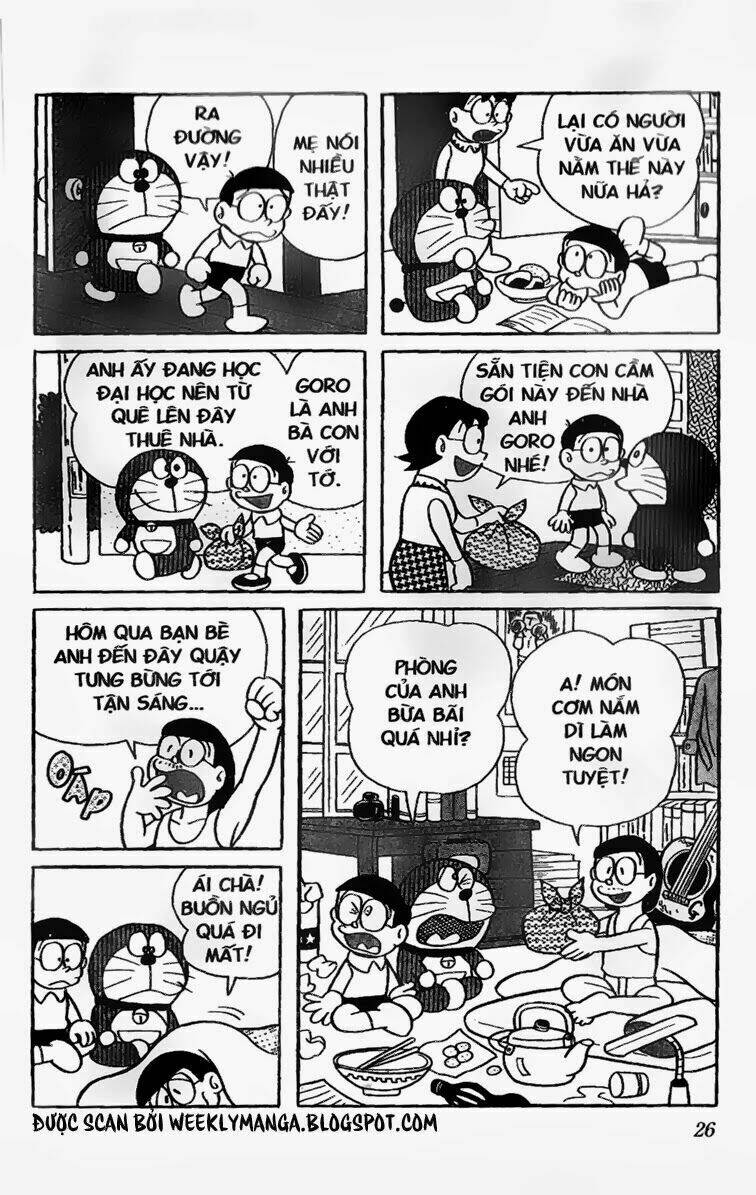 LẠI CÓ NGƯỜI
VỪA ĂN VỪA
NẰM THẾ NÀY
NỮA HẢ?
MẸ NÓI
NHIỀU
THẬT
ĐẤY!
RA
ĐƯỜNG
VẬY!
SẴN TIỆN CON CẦM
GÓI NÀY ĐẾN NHÀ
ANH
GORO
NHÉ!
GORO
LÀ ANH
BÀ CON
VỚI
TỚ.
ANH ẤY ĐANG HỌC
ĐẠI HỌC NÊN TỪ
QUÊ LÊN ĐÂY
THUÊ NHÀ.
A! MÓN
CƠM NẮM
DÌ LÀM
NGON
TUYỆT!
PHÒNG
CỦA ANH
BỪA BÃI
QUÁ NHỈ?
HÔM QUA BẠN BÈ
ANH ĐẾN ĐÂY QUẬY
TƯNG BỪNG TỚI
TẬN SÁNG...
OÁP
ÁI CHÀ!
BUỒN NGỦ
QUÁ ĐI
MẤT!
ĐƯỢC SCAN BỞI WEEKLYMANGA.BLOGSPOT.COM
26